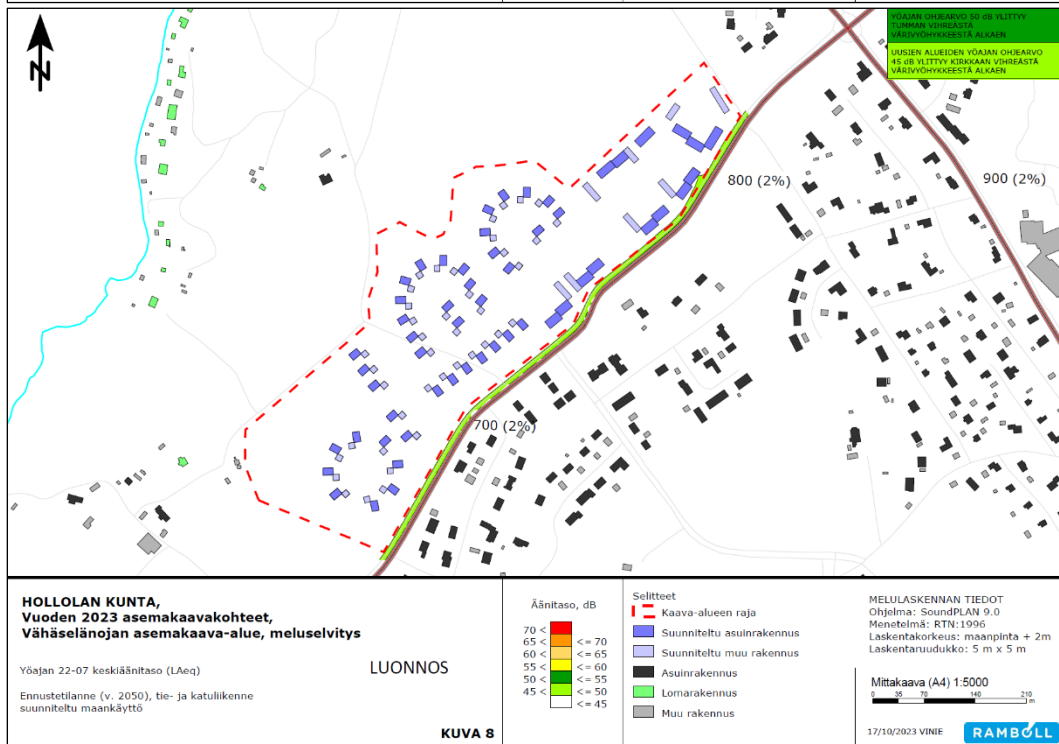 N
YÖAJAN OHJEARVO 50 dB YLITTYY
TUMMAN VIHREÄSTÄ
VÄRIVYÖHYKKEESTÄ ALKAEN
UUSIEN ALUEIDEN YÖAJAN OHJEARVO
45 dB YLITTYY KIRKKAAN VIHREÄSTÄ
VÄRIVYÖHYKKEESTÄ ALKAEN
800 (2%)
900 (2%)
700 (2%)
HOLLOLAN KUNTA,
Vuoden 2023 asemakaavakohteet,
Vähäselänojan asemakaava-alue, meluselvitys
Yöajan 22-07 keskiäänitaso (LAeq)
LUONNOS
Ennustetilanne (v. 2050), tie- ja katuliikenne
suunniteltu maankäyttö
KUVA 8
Äänitaso, dB
70 <
65 < <= 70
60 < <= 65
55 < <= 60
50 < <= 55
45 < <= 50
<= 45
Selitteet
Kaava-alueen raja
Suunniteltu asuinrakennus
Suunniteltu muu rakennus
Asuinrakennus
Lomarakennus
Muu rakennus
MELULASKENNAN TIEDOT
Ohjelma: SoundPLAN 9.0
Menetelmä: RTN:1996
Laskentakorkeus: maanpinta + 2m
Laskentaruudukko: 5 m x 5 m
Mittakaava (A4) 1:5000
0 35 70 140 210
m
17/10/2023 VINIE
RAMBOLL